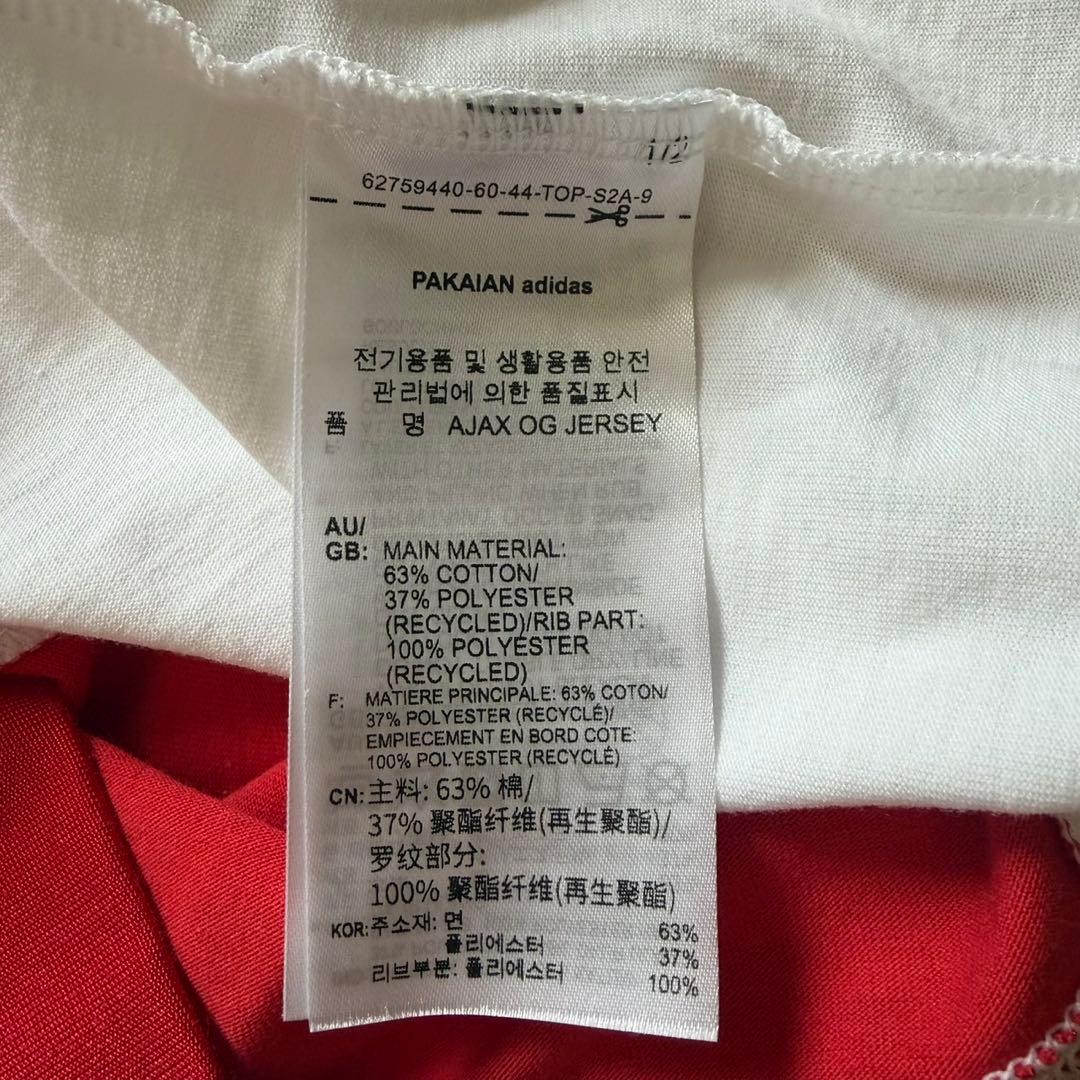 1/2
62759440-60-44-TOP-S2A-9
PAKAIAN adidas
전기용품 및 생활용품 안전
관리법에 의한 품질표시
품 명 AJAX OG JERSEY
AU/
GB: MAIN MATERIAL:
63% COTTON/
37% POLYESTER
(RECYCLED)/RIB PART:
100% POLYESTER
(RECYCLED)
F: MATIERE PRINCIPALE: 63% COTON/
37% POLYESTER (RECYCLÉ)/
EMPIECEMENT EN BORD COTE:
100% POLYESTER (RECYCLÉ)
CN: 主料: 63% 棉/
37% 聚酯纤维(再生聚酯)/
罗纹部分:
100% 聚酯纤维(再生聚酯)
KOR: 주소재: 면 63%
폴리에스터 37%
리브부분: 폴리에스터 100%